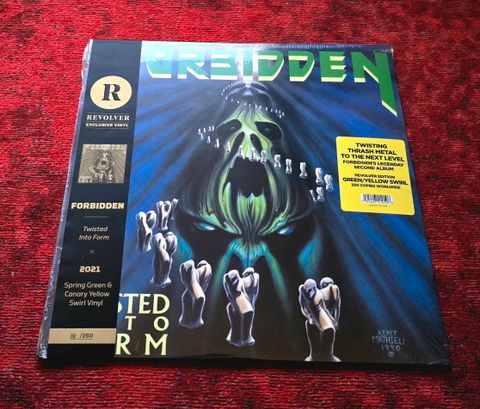 ORBIDDEN
R
REVOLVER
EXCLUSIVE VINYL
FORBIDDEN
FORBIDDEN
Twisted
Into Form
×
2021
Spring Green &
Canary Yellow
Swirl Vinyl
/250
STED
TO
RM
TWISTING
THRASH METAL
TO THE NEXT LEVEL
FORBIDDEN'S LEGENDARY
SECOND ALBUM
REVOLVER EDITION
GREEN/YELLOW SWIRL
250 COPIES WORLWIDE
KENT
MATHIEU
1990